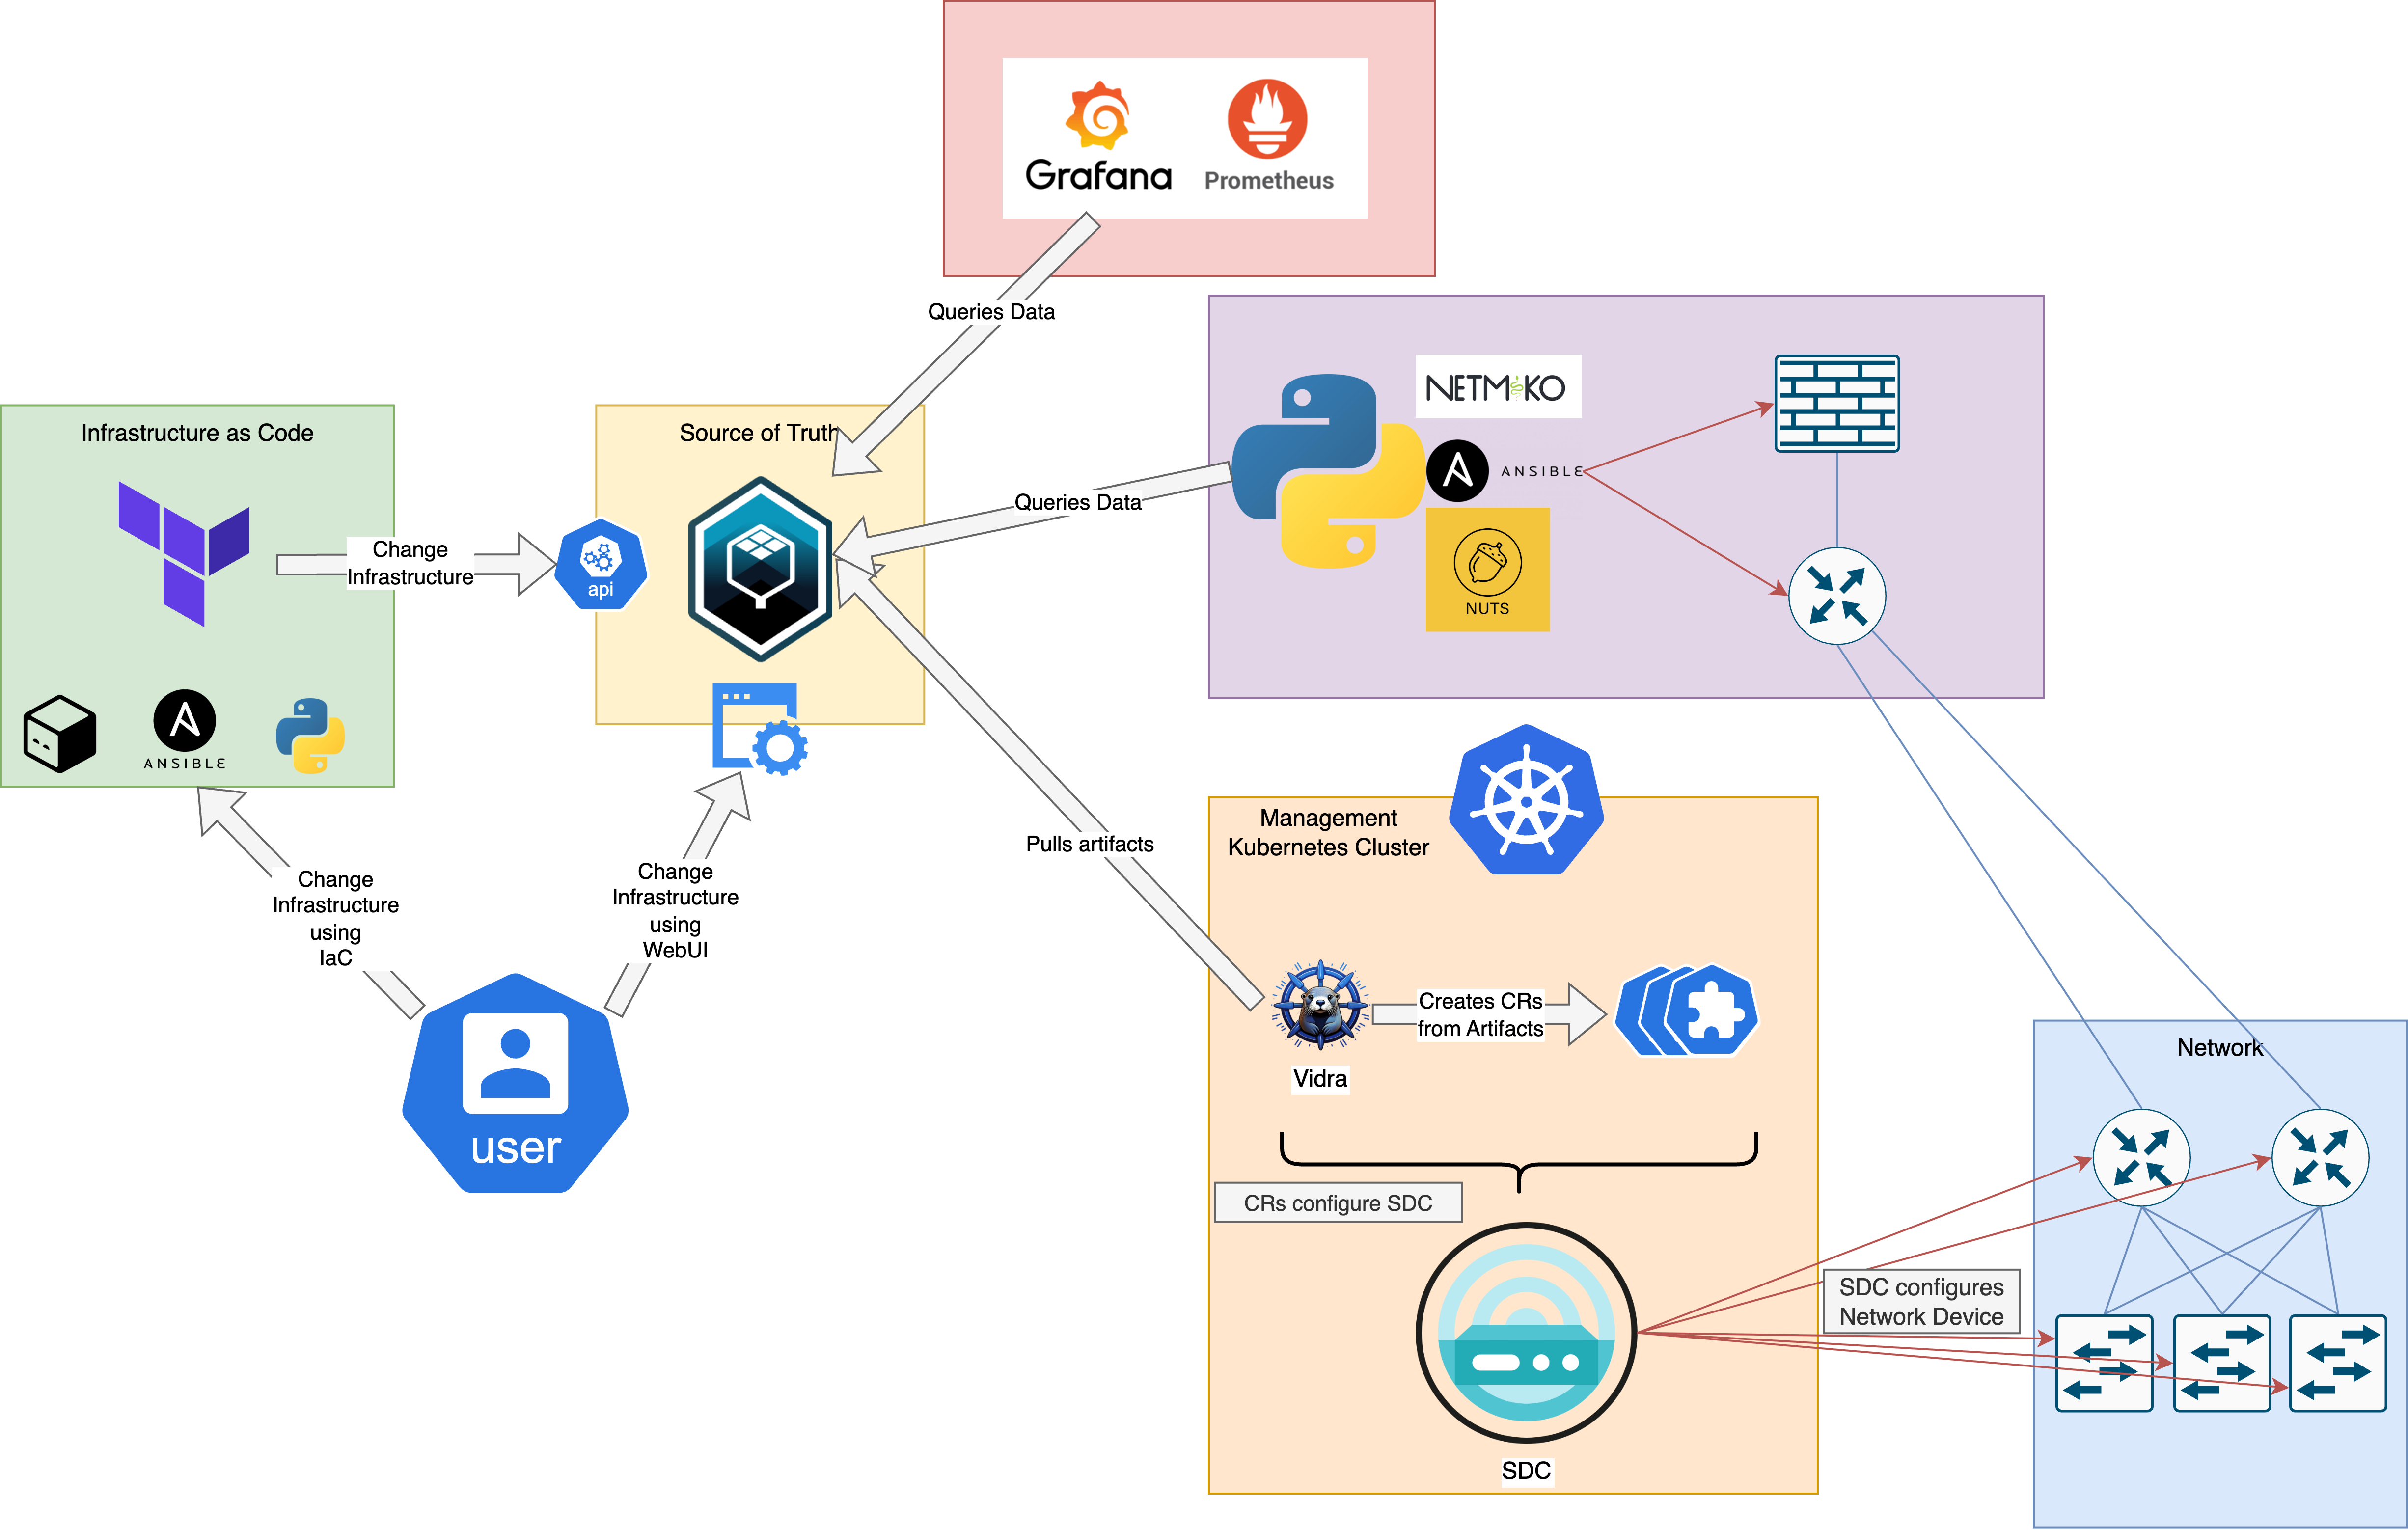 Grafana
Prometheus
Queries Data
Infrastructure as Code
Source of Truth
NETMIKO
ANSIBLE
Queries Data
NUTS
Change
Infrastructure
api
ANSIBLE
Management
Kubernetes Cluster
Pulls artifacts
Change
Infrastructure
using
IaC
Change
Infrastructure
using
WebUI
user
Creates CRs
from Artifacts
Vidra
CRs configure SDC
SDC
Network
SDC configures
Network Device